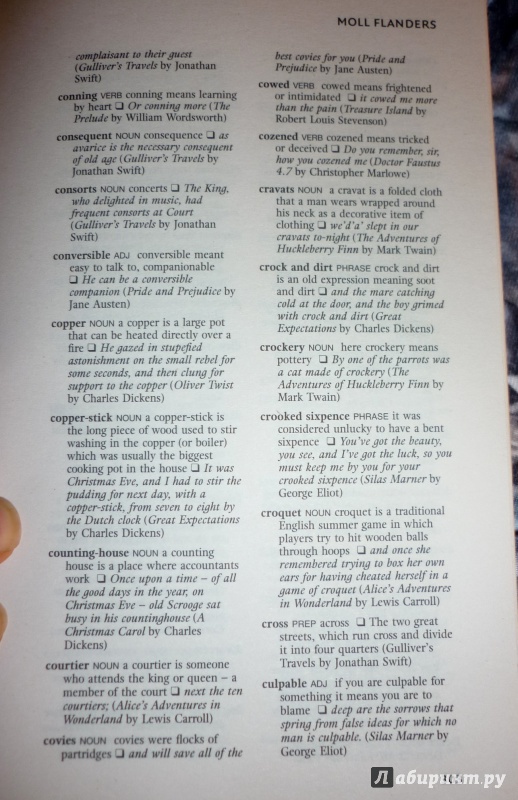 MOLL FLANDERS
complaisant to their guest
(Gulliver's Travels by Jonathan
Swift)
conning VERB conning means learning
by heart ❑ Or conning more (The
Prelude by William Wordsworth)
consequent NOUN consequence ❑ as
avarice is the necessary consequent
of old age (Gulliver's Travels by
Jonathan Swift)
consorts NOUN concerts ❑ The King,
who delighted in music, had
frequent consorts at Court
(Gulliver's Travels by Jonathan
Swift)
conversible ADJ conversible meant
easy to talk to, companionable
❑ He can be a conversible
companion (Pride and Prejudice by
Jane Austen)
copper NOUN a copper is a large pot
that can be heated directly over a
fire ❑ He gazed in stupefied
astonishment on the small rebel for
some seconds, and then clung for
support to the copper (Oliver Twist
by Charles Dickens)
copper-stick NOUN a copper-stick is
the long piece of wood used to stir
washing in the copper (or boiler)
which was usually the biggest
cooking pot in the house ❑ It was
Christmas Eve, and I had to stir the
pudding for next day, with a
copper-stick, from seven to eight by
the Dutch clock (Great Expectations
by Charles Dickens)
counting-house NOUN a counting
house is a place where accountants
work ❑ Once upon a time – of all
the good days in the year, on
Christmas Eve – old Scrooge sat
busy in his countinghouse (A
Christmas Carol by Charles
Dickens)
courtier NOUN a courtier is someone
who attends the king or queen – a
member of the court ❑ next the ten
courtiers; (Alice's Adventures in
Wonderland by Lewis Carroll)
covies NOUN covies were flocks of
partridges ❑ and will save all of the
best covies for you (Pride and
Prejudice by Jane Austen)
cowed VERB cowed means frightened
or intimidated ❑ it cowed me more
than the pain (Treasure Island by
Robert Louis Stevenson)
cozened VERB cozened means tricked
or deceived ❑ Do you remember, sir,
how you cozened me (Doctor Faustus
4.7 by Christopher Marlowe)
cravats NOUN a cravat is a folded cloth
that a man wears wrapped around
his neck as a decorative item of
clothing ❑ we'd'a' slept in our
cravats to-night (The Adventures of
Huckleberry Finn by Mark Twain)
crock and dirt PHRASE crock and dirt
is an old expression meaning soot
and dirt ❑ and the mare catching
cold at the door, and the boy grimed
with crock and dirt (Great
Expectations by Charles Dickens)
crockery NOUN here crockery means
pottery ❑ By one of the parrots was
a cat made of crockery (The
Adventures of Huckleberry Finn by
Mark Twain)
crooked sixpence PHRASE it was
considered unlucky to have a bent
sixpence ❑ You've got the beauty,
you see, and I've got the luck, so you
must keep me by you for your
crooked sixpence (Silas Marner by
George Eliot)
croquet NOUN croquet is a traditional
English summer game in which
players try to hit wooden balls
through hoops ❑ and once she
remembered trying to box her own
ears for having cheated herself in a
game of croquet (Alice's Adventures
in Wonderland by Lewis Carroll)
cross PREP across ❑ The two great
streets, which run cross and divide
it into four quarters (Gulliver's
Travels by Jonathan Swift)
culpable ADJ if you are culpable for
something it means you are to
blame ❑ deep are the sorrows that
spring from false ideas for which no
man is culpable. (Silas Marner by
George Eliot)
Лабиринт.ру